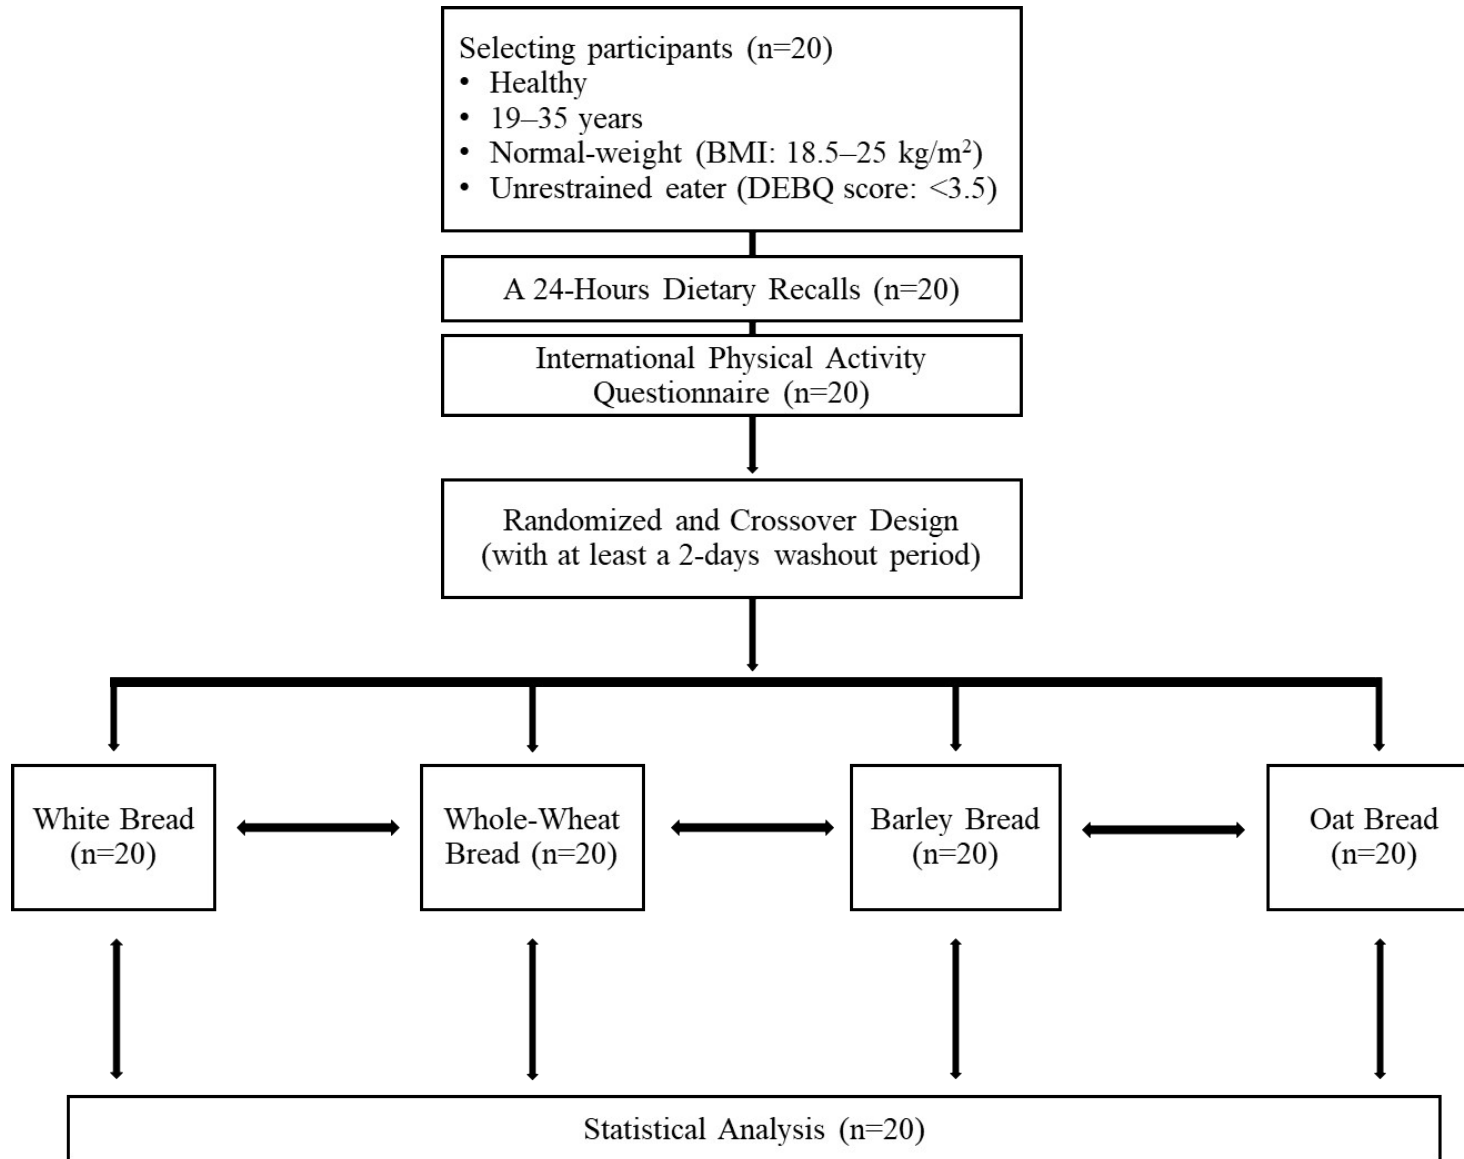 Selecting participants (n=20)
• Healthy
• 19–35 years
• Normal-weight (BMI: 18.5–25 kg/m²)
• Unrestrained eater (DEBQ score: <3.5)
A 24-Hours Dietary Recalls (n=20)
International Physical Activity
Questionnaire (n=20)
Randomized and Crossover Design
(with at least a 2-days washout period)
White Bread
(n=20)
Whole-Wheat
Bread (n=20)
Barley Bread
(n=20)
Oat Bread
(n=20)
Statistical Analysis (n=20)